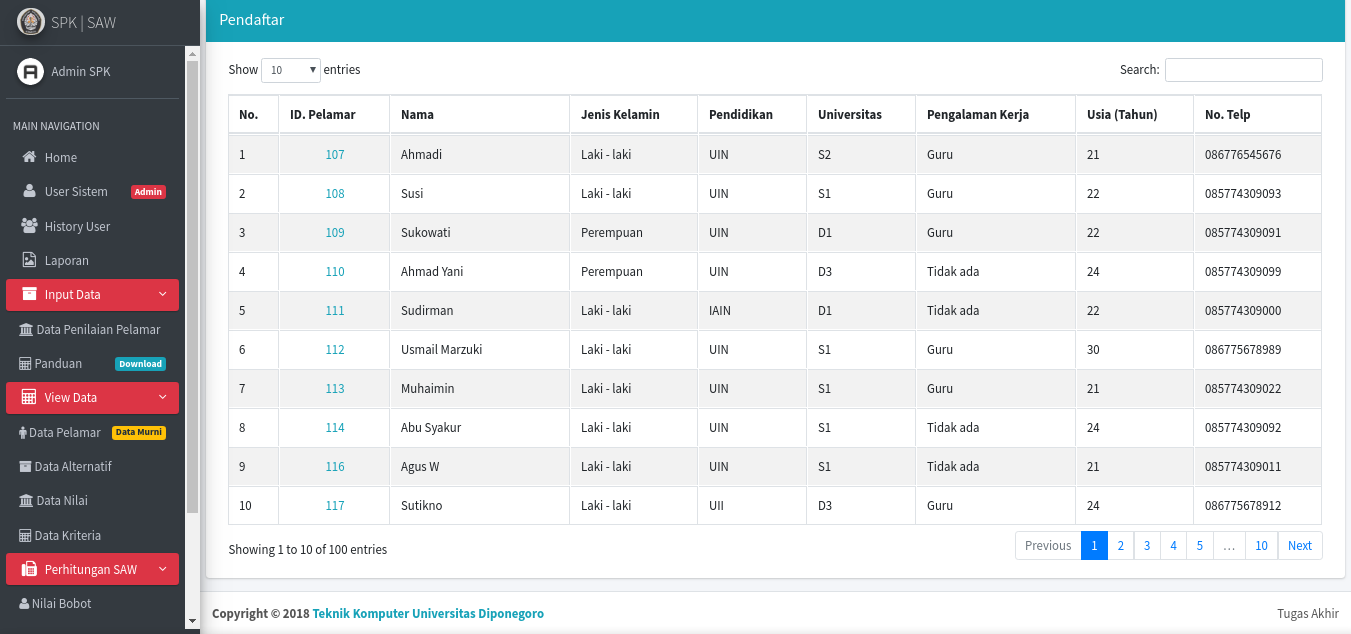 SPK | SAW
Admin SPK
MAIN NAVIGATION
Home
User Sistem Admin
History User
Laporan
Input Data
Data Penilaian Pelamar
Panduan Download
View Data
Data Pelamar Data Murni
Data Alternatif
Data Nilai
Data Kriteria
Perhitungan SAW
Nilai Bobot
Pendaftar
Show 10 entries Search:
No. ID. Pelamar Nama Jenis Kelamin Pendidikan Universitas Pengalaman Kerja Usia (Tahun) No. Telp
1 107 Ahmadi Laki - laki UIN S2 Guru 21 086776545676
2 108 Susi Laki - laki UIN S1 Guru 22 085774309093
3 109 Sukowati Perempuan UIN D1 Guru 22 085774309091
4 110 Ahmad Yani Perempuan UIN D3 Tidak ada 24 085774309099
5 111 Sudirman Laki - laki IAIN D1 Tidak ada 22 085774309000
6 112 Usmail Marzuki Laki - laki UIN S1 Guru 30 086775678989
7 113 Muhaimin Laki - laki UIN S1 Guru 21 085774309022
8 114 Abu Syakur Laki - laki UIN S1 Tidak ada 24 085774309092
9 116 Agus W Laki - laki UIN S1 Tidak ada 21 085774309011
10 117 Sutikno Laki - laki UII D3 Guru 24 086775678912
Showing 1 to 10 of 100 entries Previous 1 2 3 4 5 … 10 Next
Copyright © 2018 Teknik Komputer Universitas Diponegoro Tugas Akhir